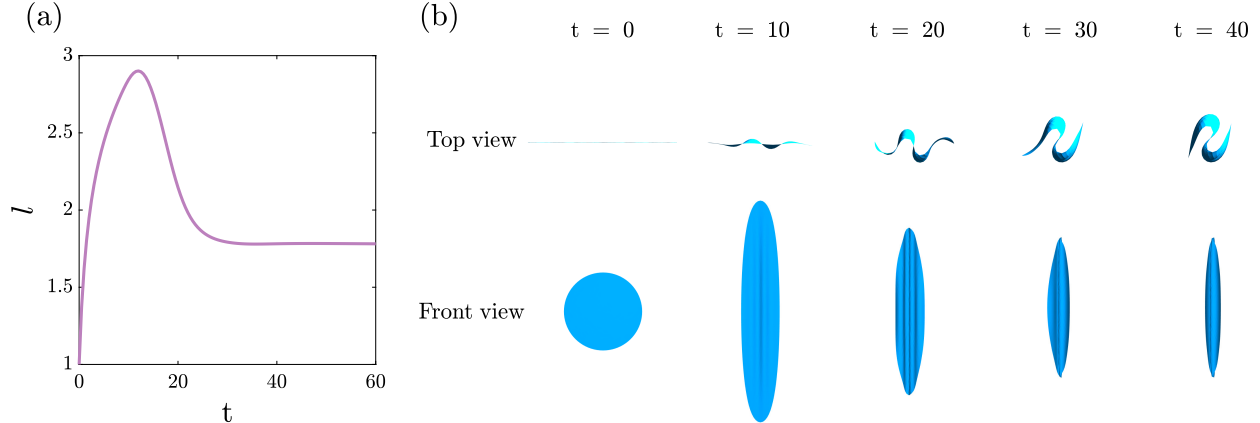 (a)
3
2.5
2
1.5
1
l
0 20 40 60
t
(b)
t = 0 t = 10 t = 20 t = 30 t = 40
Top view
Front view